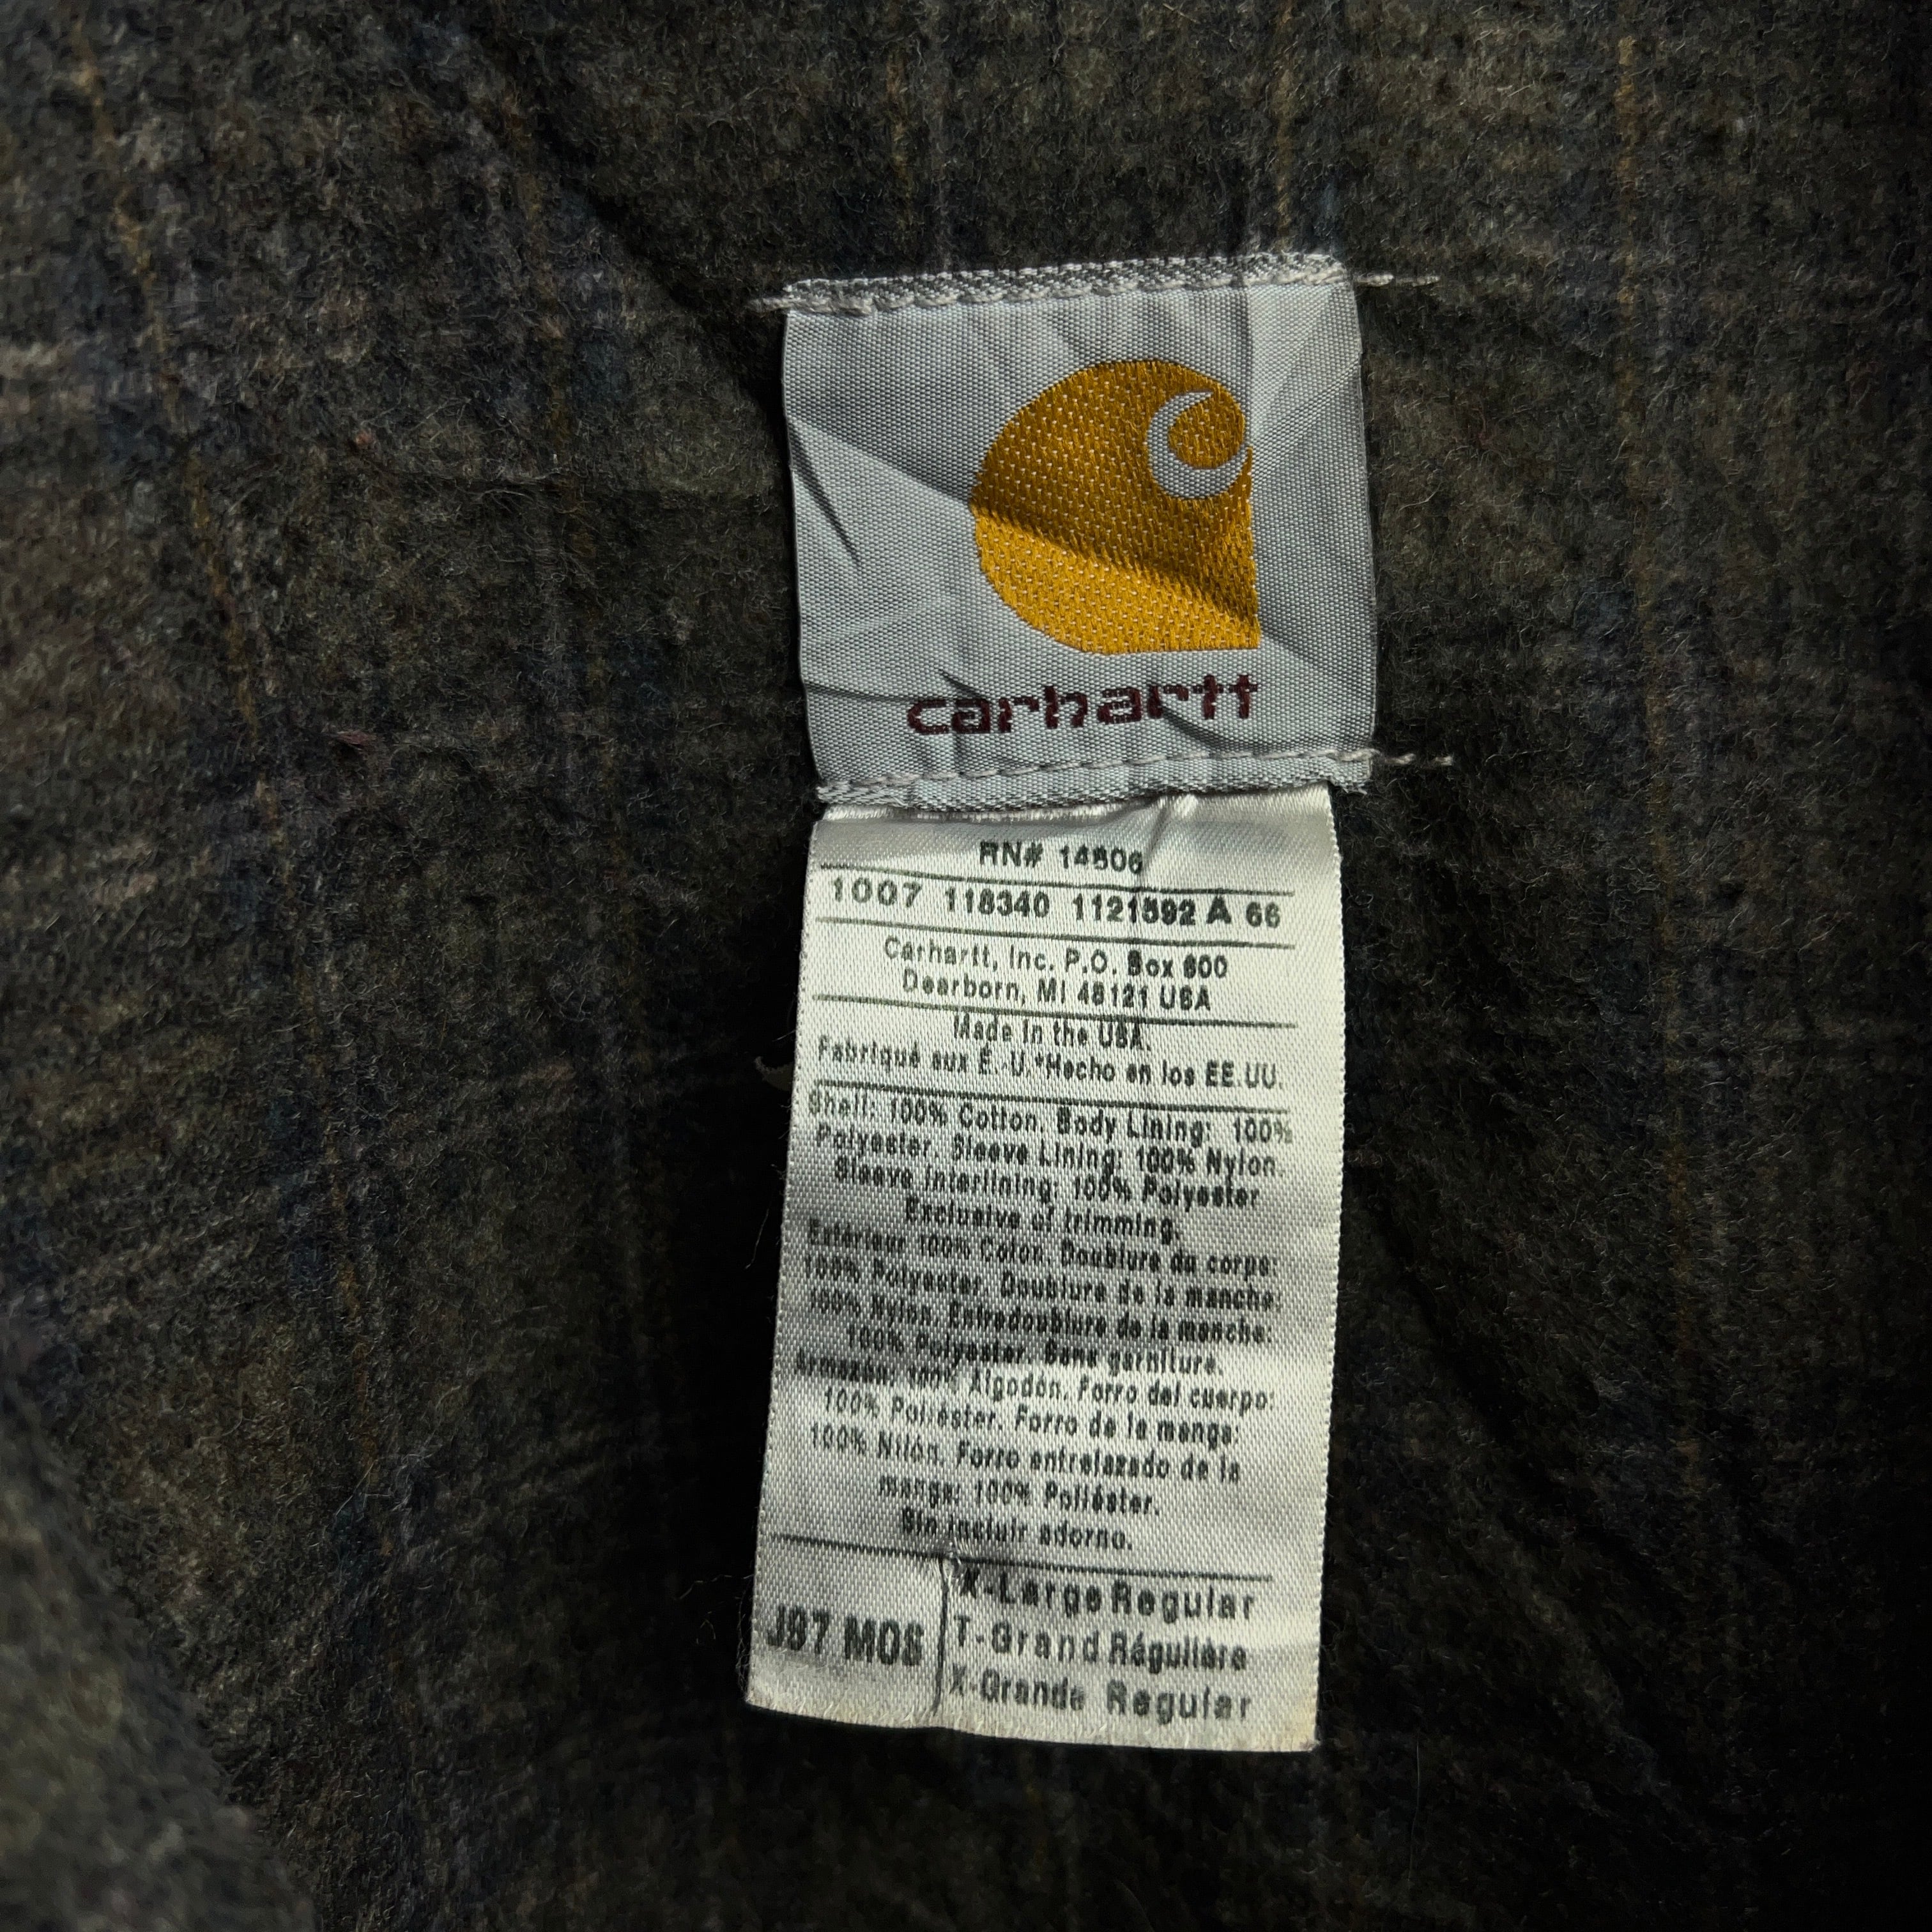 carhartt
RN# 14806
1007 118340 1121592 A 66
Carhartt, Inc. P.O. Box 600
Dearborn, MI 48121 USA
Made in the USA.
Fabriqué aux É.-U.*Hecho en los EE.UU.
Shell: 100% Cotton. Body Lining: 100%
Polyester. Sleeve Lining: 100% Nylon.
Sleeve Interlining: 100% Polyester
Exclusive of trimming.
Extérieur 100% Coton. Doublure du corps:
100% Polyester. Doublure de la manche:
100% Nylon. Entredoublure de la manche:
100% Polyester. Sans garniture.
Armazón: 100% Algodón. Forro del cuerpo:
100% Poliéster. Forro de la manga:
100% Nilón. Forro entrelazado de la
manga: 100% Poliéster.
Sin incluir adorno.
J97 MOS
X-Large Regular
T-Grand Régulière
X-Grande Regular